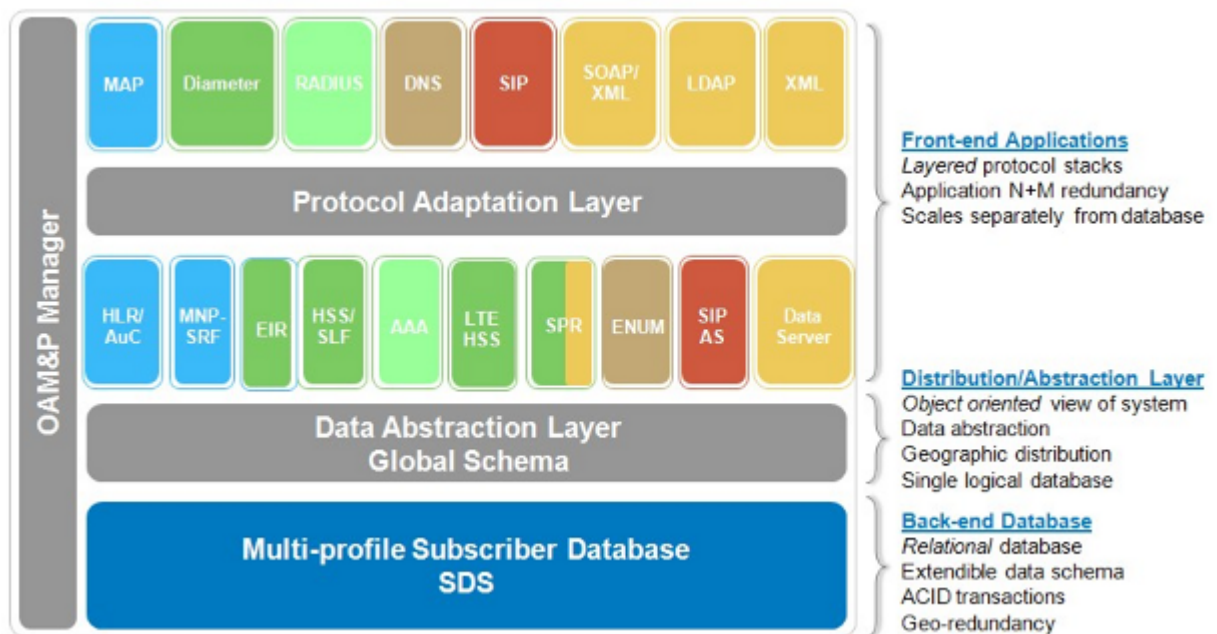 OAM&P Manager
MAP
Diameter
RADIUS
DNS
SIP
SOAP/
XML
LDAP
XML
Protocol Adaptation Layer
HLR/
AuC
MNP-
SRF
EIR
HSS/
SLF
AAA
LTE
HSS
SPR
ENUM
SIP
AS
Data
Server
Data Abstraction Layer
Global Schema
Multi-profile Subscriber Database
SDS
Front-end Applications
Layered protocol stacks
Application N+M redundancy
Scales separately from database
Distribution/Abstraction Layer
Object oriented view of system
Data abstraction
Geographic distribution
Single logical database
Back-end Database
Relational database
Extendible data schema
ACID transactions
Geo-redundancy